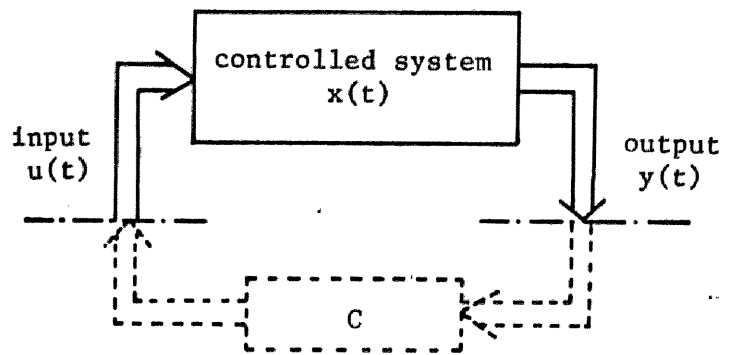 controlled system
x(t)
input
u(t)
output
y(t)
C